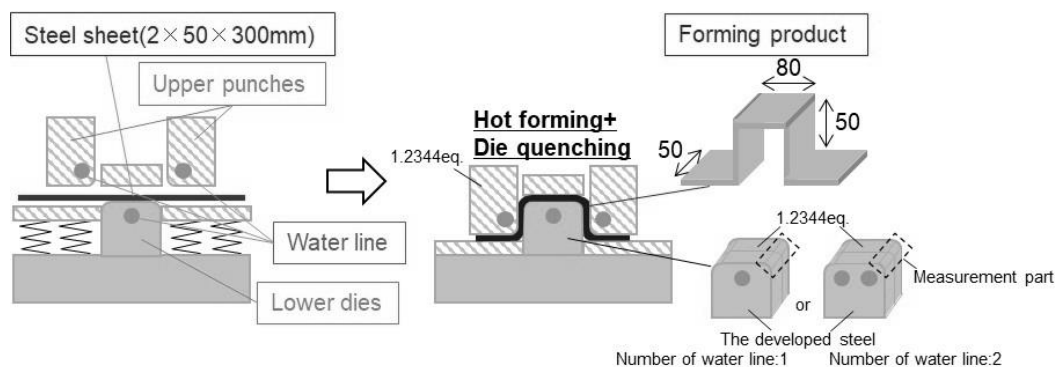 Steel sheet(2×50×300mm)
Upper punches
Water line
Lower dies
Hot forming+
Die quenching
1.2344eq.
Forming product
80
50
50
1.2344eq.
Measurement part
or
The developed steel
Number of water line:1
Number of water line:2